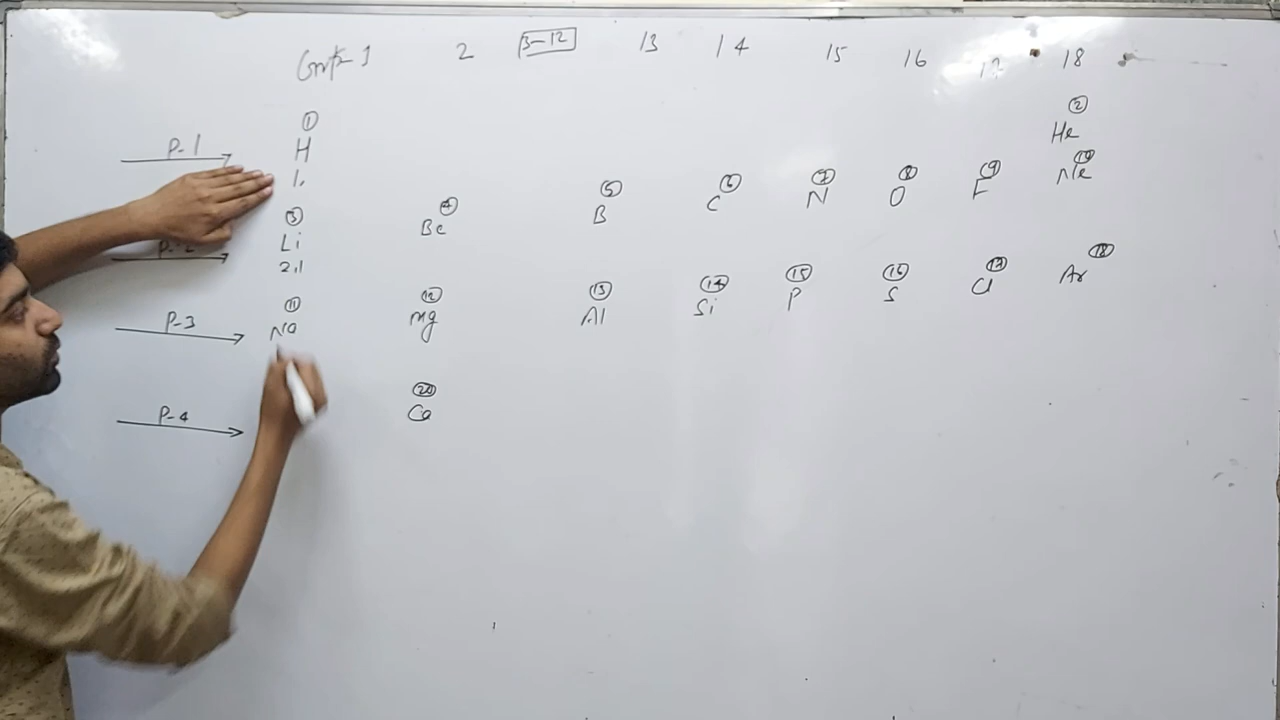 Group 1 2 3-12 13 14 15 16 17 18
1 2
P-1 H He
1.
3 4 5 6 7 8 9 10
Li Be B C N O F Ne
P-2 2,1
11 12 13 14 15 16 17 18
P-3 Na Mg Al Si P S Cl Ar
20
P-4 Ca